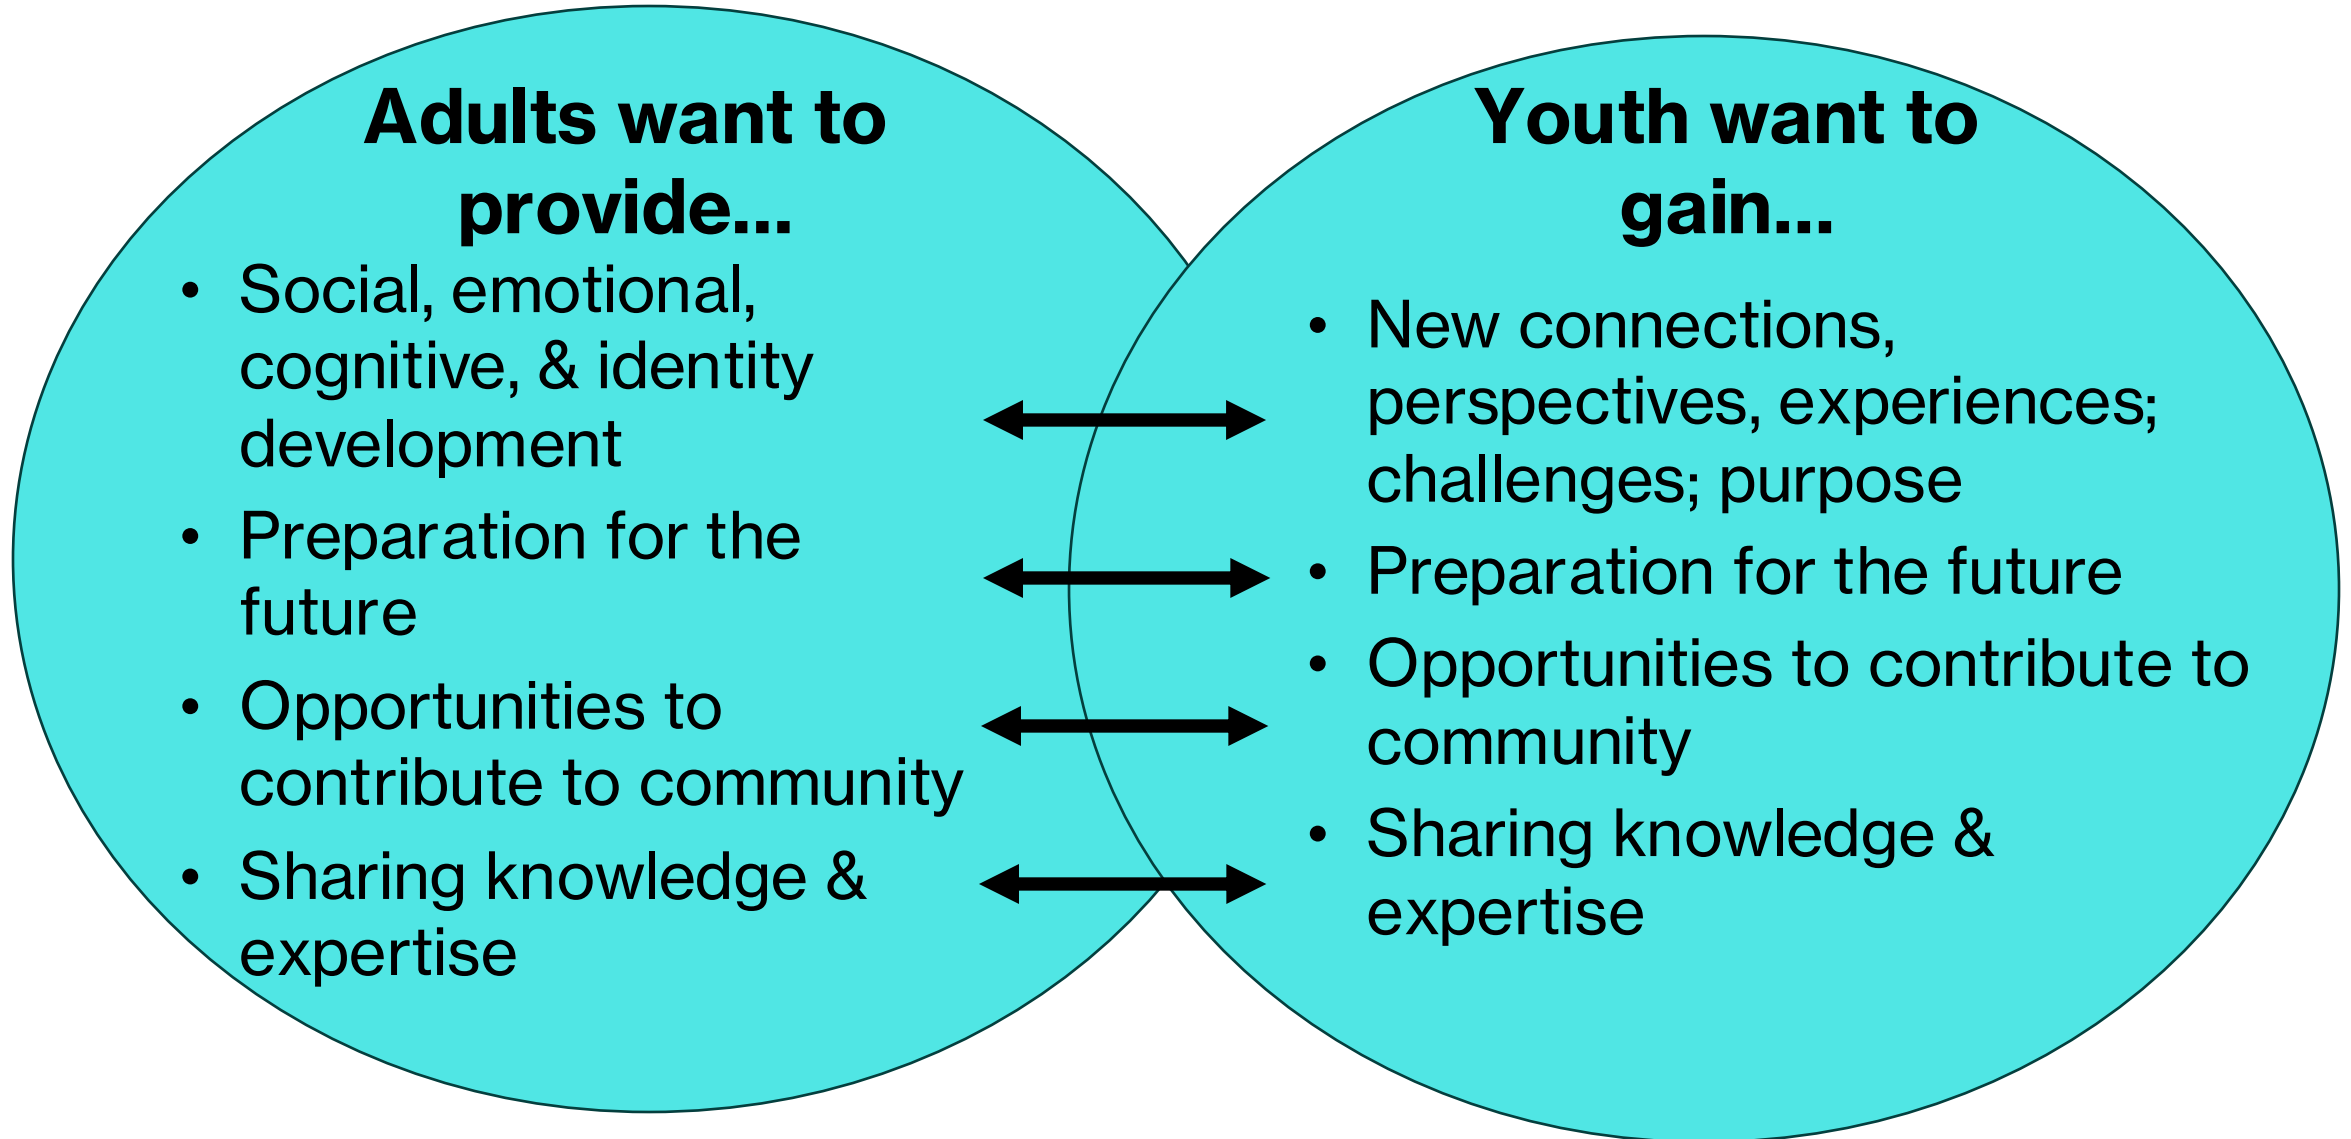 Adults want to
provide...
• Social, emotional,
cognitive, & identity
development
• Preparation for the
future
• Opportunities to
contribute to community
• Sharing knowledge &
expertise
Youth want to
gain...
• New connections,
perspectives, experiences;
challenges; purpose
• Preparation for the future
• Opportunities to contribute to
community
• Sharing knowledge &
expertise